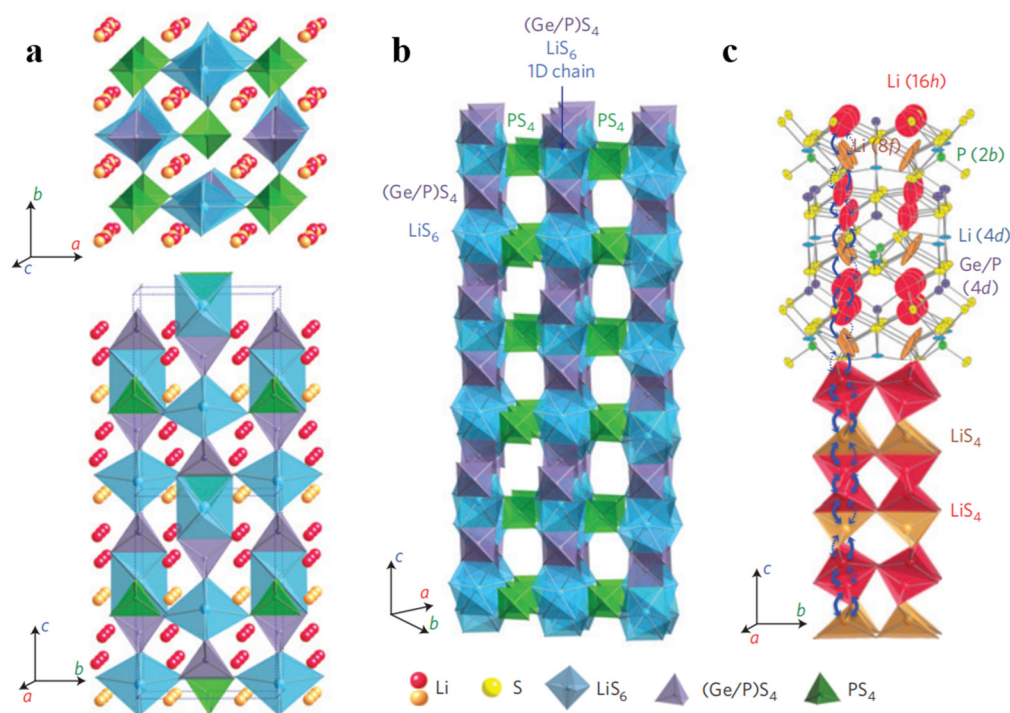 a
b
c
(Ge/P)S4
LiS6
1D chain
Li (16h)
PS4
PS4
Li (8f)
P (2b)
(Ge/P)S4
LiS6
Li (4d)
Ge/P
(4d)
b
a
c
LiS4
LiS4
c
b
a
c
a
b
c
b
a
Li
S
LiS6
(Ge/P)S4
PS4